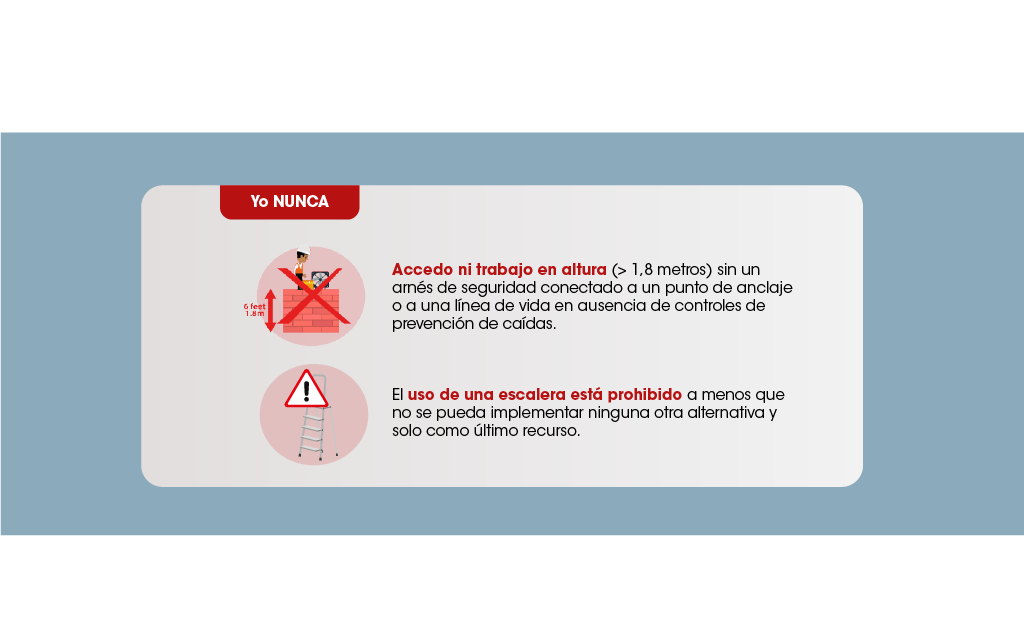 Yo NUNCA
Accedo ni trabajo en altura (> 1,8 metros) sin un
arnés de seguridad conectado a un punto de anclaje
o a una línea de vida en ausencia de controles de
prevención de caídas.
6 feet
1.8m
El uso de una escalera está prohibido a menos que
no se pueda implementar ninguna otra alternativa y
solo como último recurso.
!